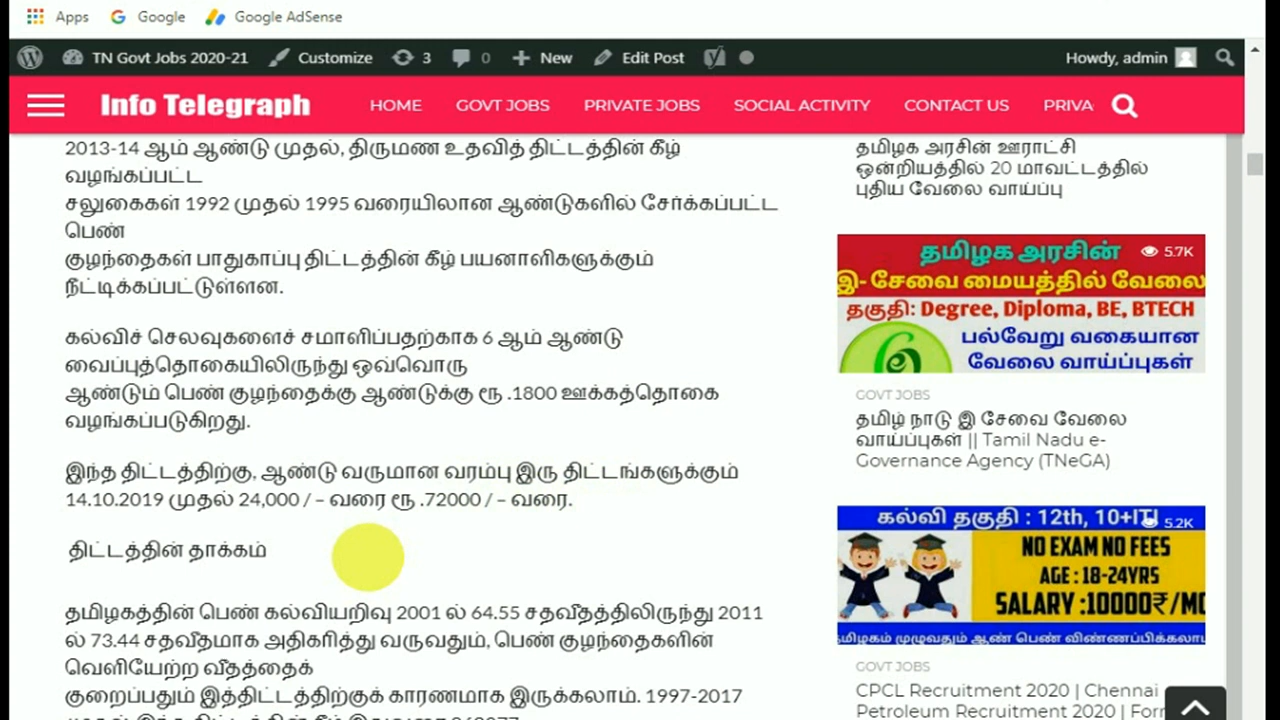 Apps Google Google AdSense
TN Govt Jobs 2020-21 Customize 3 0 New Edit Post Howdy, admin
Info Telegraph HOME GOVT JOBS PRIVATE JOBS SOCIAL ACTIVITY CONTACT US PRIVA
2013-14 ஆம் ஆண்டு முதல், திருமண உதவித் திட்டத்தின் கீழ்
வழங்கப்பட்ட
சலுகைகள் 1992 முதல் 1995 வரையிலான ஆண்டுகளில் சேர்க்கப்பட்ட
பெண்
குழந்தைகள் பாதுகாப்பு திட்டத்தின் கீழ் பயனாளிகளுக்கும்
நீட்டிக்கப்பட்டுள்ளன.
கல்விச் செலவுகளைச் சமாளிப்பதற்காக 6 ஆம் ஆண்டு
வைப்புத்தொகையிலிருந்து ஒவ்வொரு
ஆண்டும் பெண் குழந்தைக்கு ஆண்டுக்கு ரூ .1800 ஊக்கத்தொகை
வழங்கப்படுகிறது.
இந்த திட்டத்திற்கு, ஆண்டு வருமான வரம்பு இரு திட்டங்களுக்கும்
14.10.2019 முதல் 24,000 / – வரை ரூ .72000 / – வரை.
திட்டத்தின் தாக்கம்
தமிழகத்தின் பெண் கல்வியறிவு 2001 ல் 64.55 சதவீதத்திலிருந்து 2011
ல் 73.44 சதவீதமாக அதிகரித்து வருவதும், பெண் குழந்தைகளின்
வெளியேற்ற வீதத்தைக்
குறைப்பதும் இத்திட்டத்திற்குக் காரணமாக இருக்கலாம். 1997-2017
தமிழக அரசின் ஊராட்சி
ஒன்றியத்தில் 20 மாவட்டத்தில்
புதிய வேலை வாய்ப்பு
தமிழக அரசின் 5.7K
இ-சேவை மையத்தில் வேலை
தகுதி: Degree, Diploma, BE, BTECH
பல்வேறு வகையான
வேலை வாய்ப்புகள்
GOVT JOBS
தமிழ் நாடு இ சேவை வேலை
வாய்ப்புகள் || Tamil Nadu e-
Governance Agency (TNeGA)
கல்வி தகுதி : 12th, 10+ITI 5.2K
NO EXAM NO FEES
AGE : 18-24YRS
SALARY :10000₹/MO
தமிழகம் முழுவதும் ஆண் பெண் விண்ணப்பிக்கலாம்
GOVT JOBS
CPCL Recruitment 2020 | Chennai
Petroleum Recruitment 2020 | Form